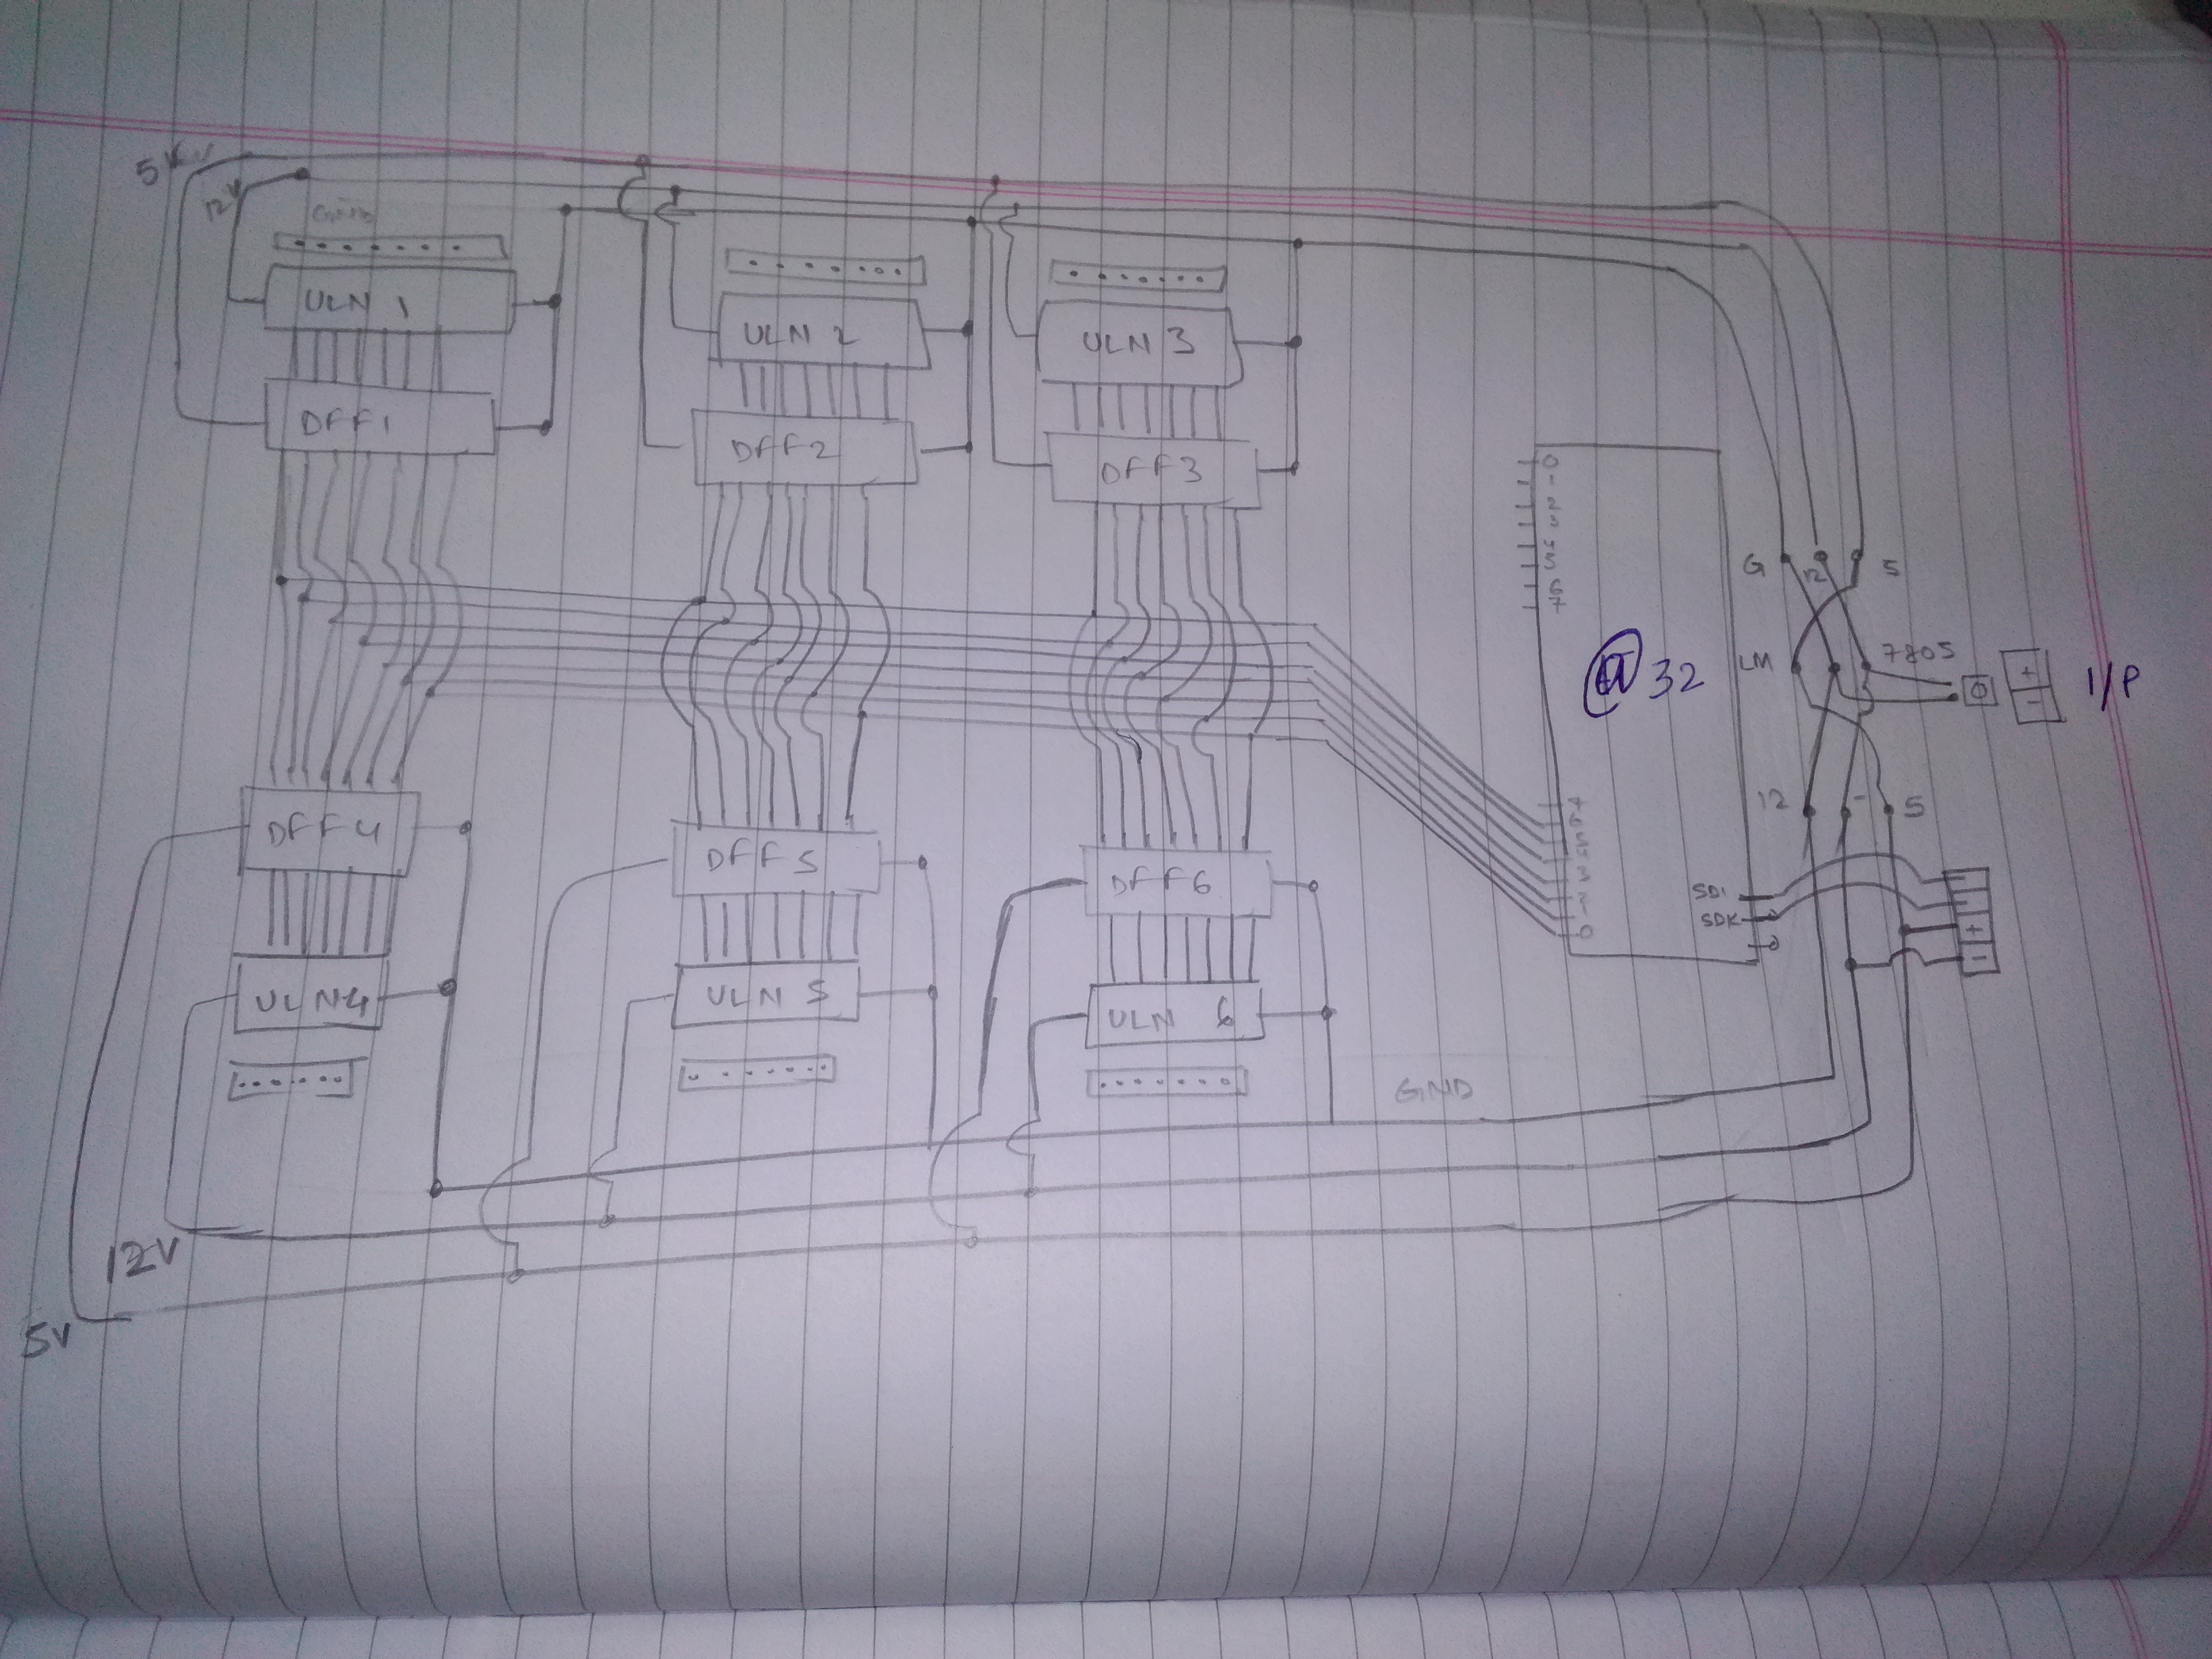 5V
12V
GND
ULN 1
ULN 2
ULN 3
DFF1
DFF2
DFF3
0
1
2
3
4
5
6
7
G
12
5
LM
7805
32
+
-
I/P
12
-
5
7
6
5
4
3
2
1
0
DFF4
DFF5
DFF6
SDI
SDK
+
-
ULN4
ULN 5
ULN 6
GND
12V
5V